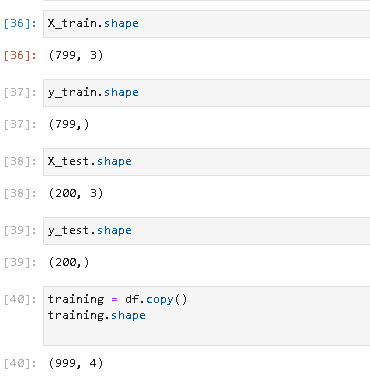 [36]: X_train.shape
[36]: (799, 3)
[37]: y_train.shape
[37]: (799,)
[38]: X_test.shape
[38]: (200, 3)
[39]: y_test.shape
[39]: (200,)
[40]: training = df.copy()
training.shape
[40]: (999, 4)